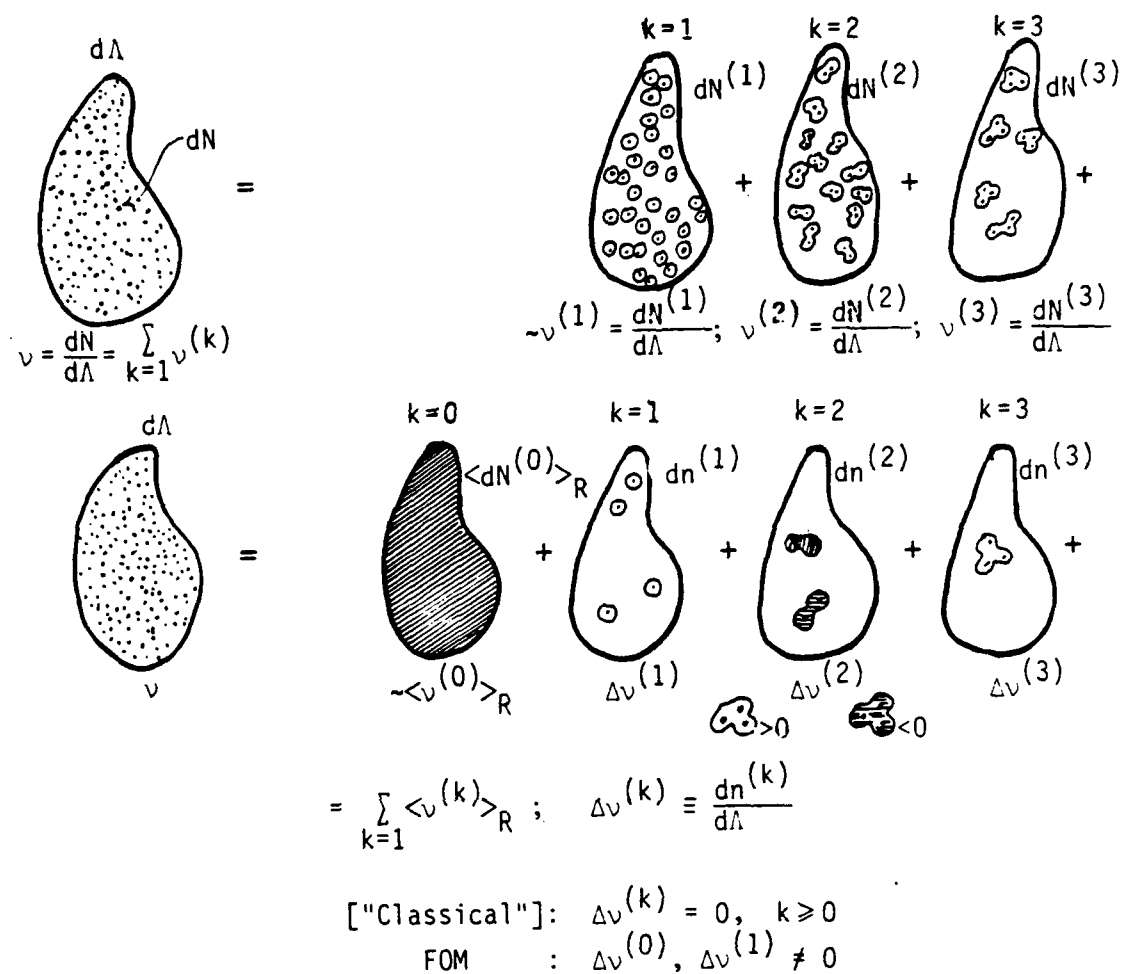 dΛ k=1 k=2 k=3
dN dN^(1) dN^(2) dN^(3)
= + + +
ν = dN/dΛ = ∑_{k=1} ν^(k) ~ν^(1) = dN^(1)/dΛ ; ν^(2) = dN^(2)/dΛ ; ν^(3) = dN^(3)/dΛ
dΛ k=0 k=1 k=2 k=3
<dN^(0)>_R dn^(1) dn^(2) dn^(3)
= + + + +
ν ~<ν^(0)>_R Δν^(1) Δν^(2) Δν^(3)
>0 <0
= ∑_{k=1} <ν^(k)>_R ; Δν^(k) ≡ dn^(k)/dΛ
["Classical"]: Δν^(k) = 0, k ⩾ 0
FOM : Δν^(0), Δν^(1) ≠ 0